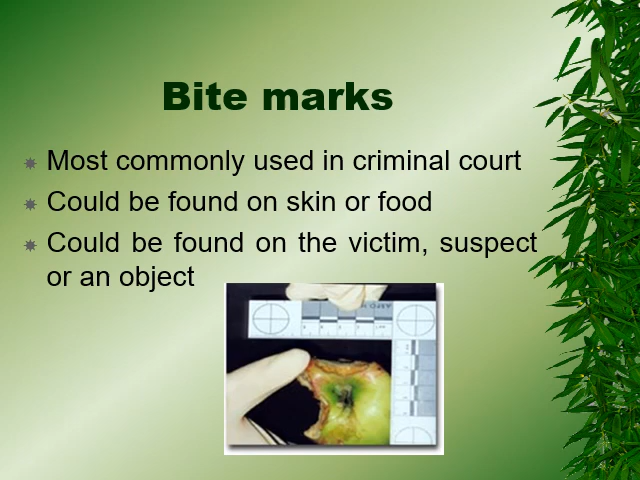 Bite marks
Most commonly used in criminal court
Could be found on skin or food
Could be found on the victim, suspect
or an object